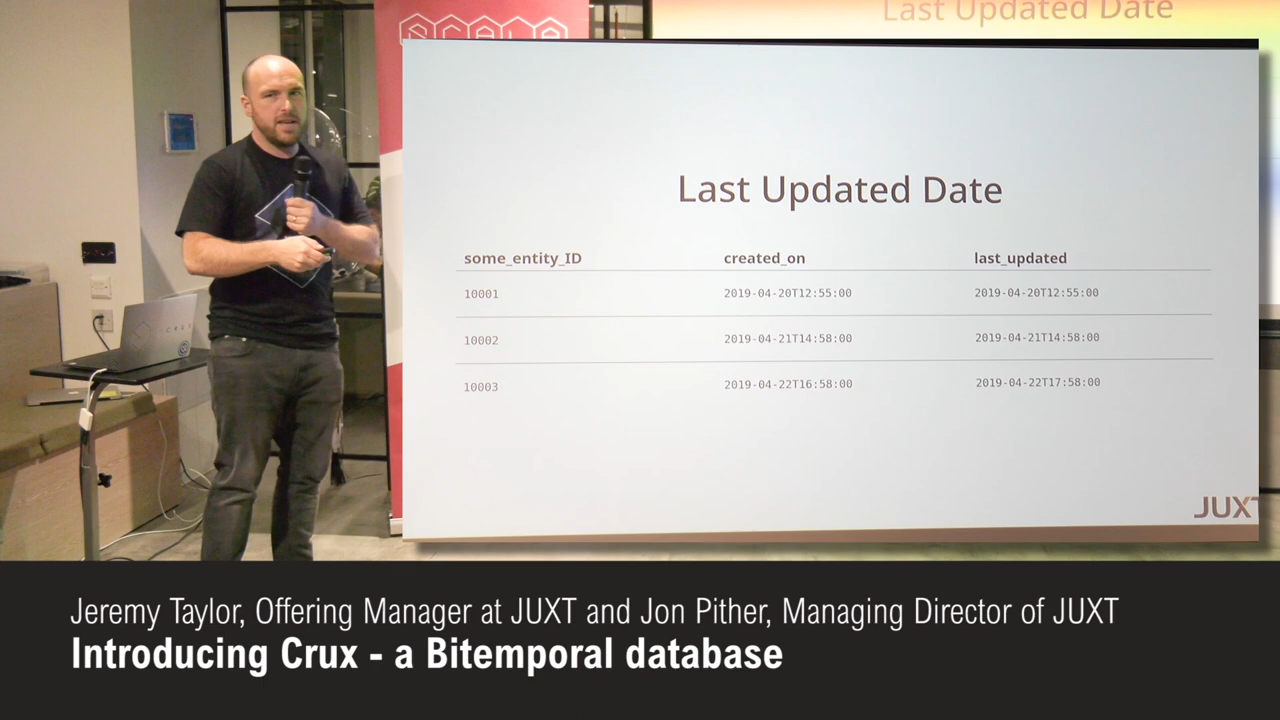 SCALA
Last Updated Date
Last Updated Date
some_entity_ID created_on last_updated
10001 2019-04-20T12:55:00 2019-04-20T12:55:00
10002 2019-04-21T14:58:00 2019-04-21T14:58:00
10003 2019-04-22T16:58:00 2019-04-22T17:58:00
JUXT
CRUX
Jeremy Taylor, Offering Manager at JUXT and Jon Pither, Managing Director of JUXT
Introducing Crux - a Bitemporal database